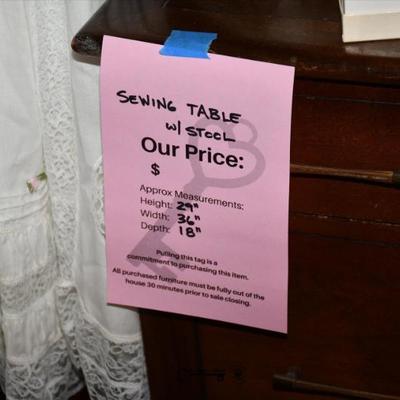 SEWING TABLE
w/ STOOL
Our Price:
$
Approx Measurements:
Height: 29"
Width: 36"
Depth: 18"
Pulling this tag is a
commitment to purchasing this item.
All purchased furniture must be fully out of the
house 30 minutes prior to sale closing.